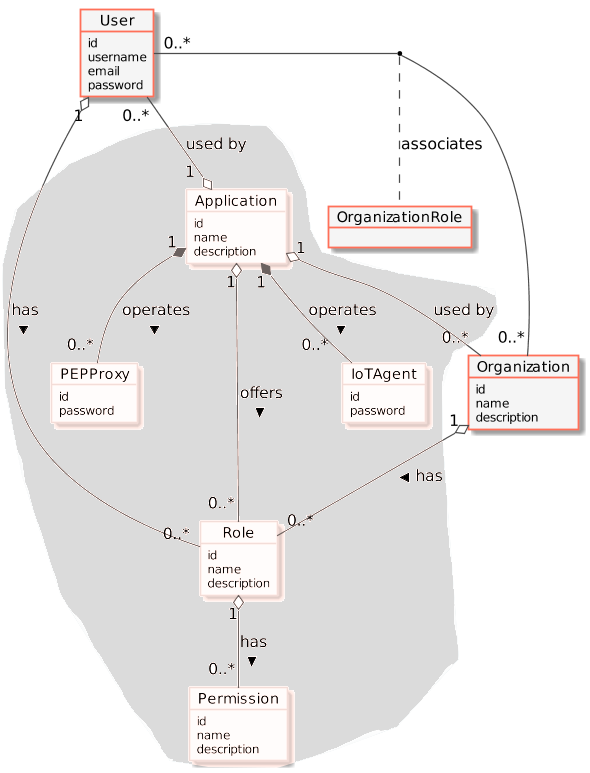 User
id
username
email
password
0..*
1
0..*
used by
1
associates
Application
id
name
description
OrganizationRole
1
1
1
1
has
▼
operates
▼
operates
▼
used by
0..*
0..*
0..*
0..*
PEPProxy
id
password
offers
▼
IoTAgent
id
password
Organization
id
name
description
1
◀ has
0..*
0..*
0..*
Role
id
name
description
1
has
▼
0..*
Permission
id
name
description